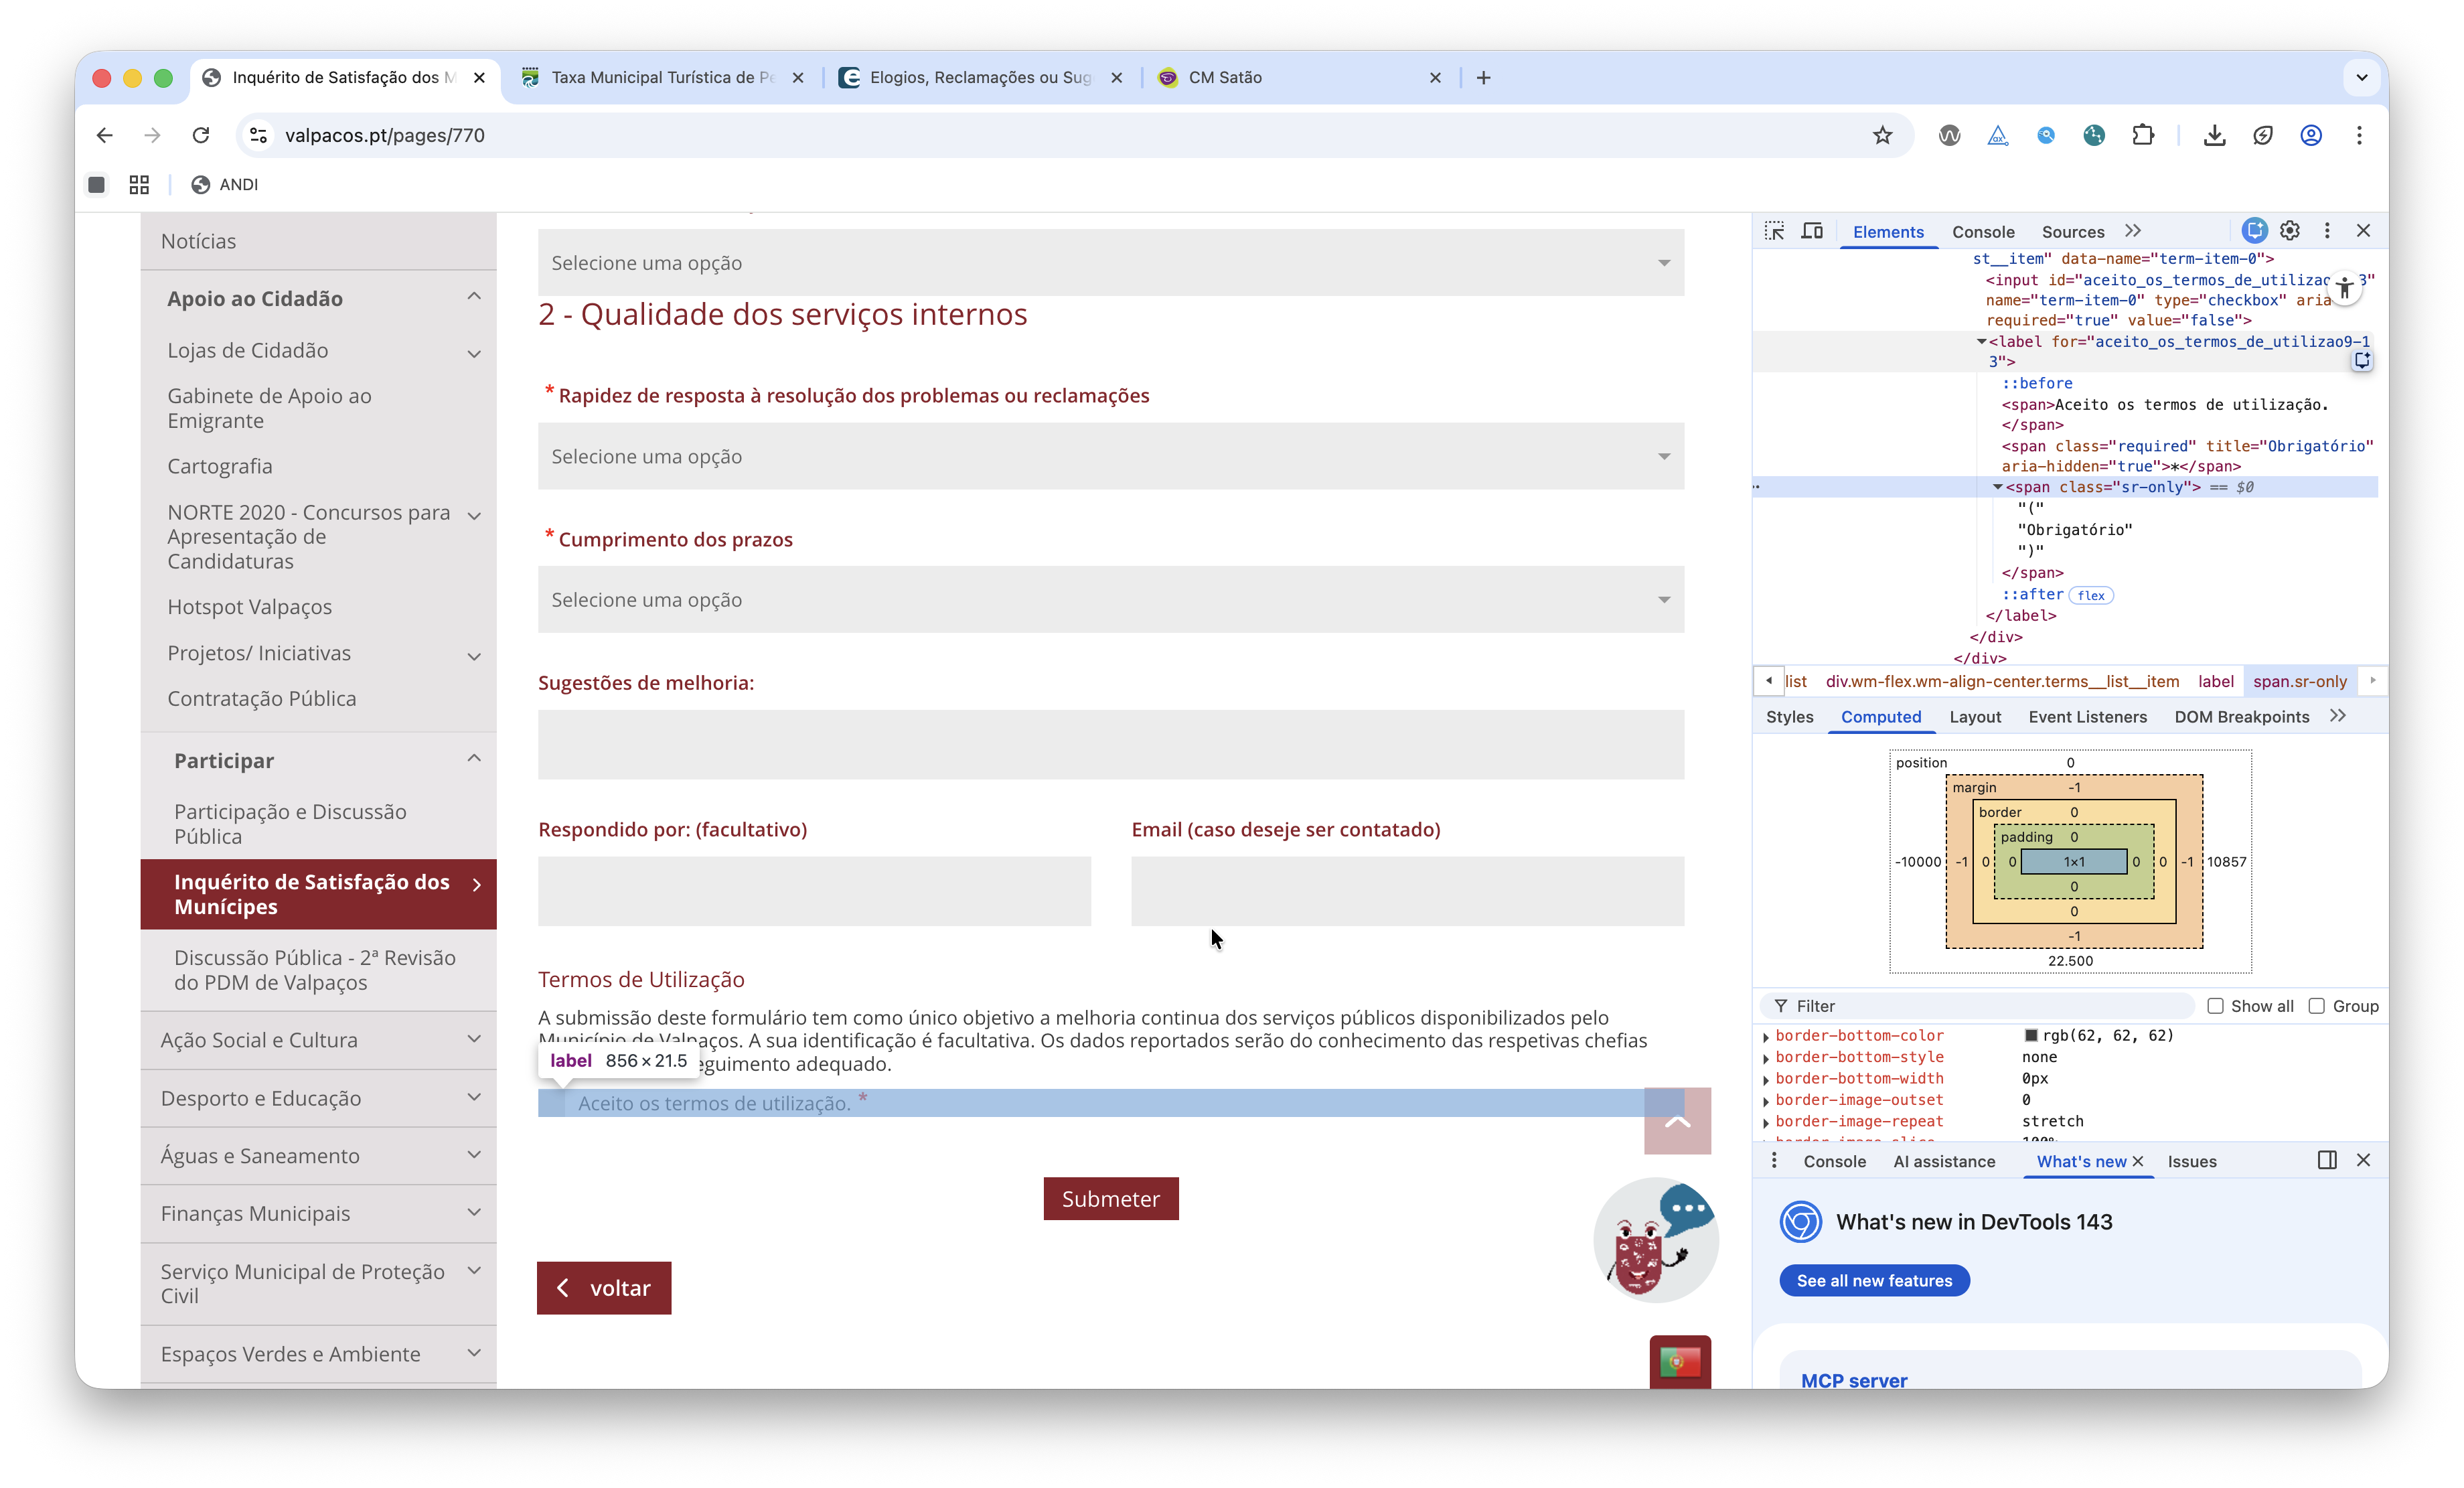 Inquérito de Satisfação dos M
Taxa Municipal Turística de Pe
Elogios, Reclamações ou Sug
CM Satão
valpacos.pt/pages/770
ANDI
Notícias
Apoio ao Cidadão
Lojas de Cidadão
Gabinete de Apoio ao
Emigrante
Cartografia
NORTE 2020 - Concursos para
Apresentação de
Candidaturas
Hotspot Valpaços
Projetos/ Iniciativas
Contratação Pública
Participar
Participação e Discussão
Pública
Inquérito de Satisfação dos
Munícipes
Discussão Pública - 2ª Revisão
do PDM de Valpaços
Ação Social e Cultura
Desporto e Educação
Águas e Saneamento
Finanças Municipais
Serviço Municipal de Proteção
Civil
Espaços Verdes e Ambiente
Selecione uma opção
2 - Qualidade dos serviços internos
* Rapidez de resposta à resolução dos problemas ou reclamações
Selecione uma opção
* Cumprimento dos prazos
Selecione uma opção
Sugestões de melhoria:
Respondido por: (facultativo)
Email (caso deseje ser contatado)
Termos de Utilização
A submissão deste formulário tem como único objetivo a melhoria continua dos serviços públicos disponibilizados pelo
Município de Valpaços. A sua identificação é facultativa. Os dados reportados serão do conhecimento das respetivas chefias
eguimento adequado.
label 856 × 21.5
Aceito os termos de utilização. *
Submeter
voltar
Elements
Console
Sources
st__item" data-name="term-item-0">
<input id="aceito_os_termos_de_utilizao 3"
name="term-item-0" type="checkbox" aria
required="true" value="false">
<label for="aceito_os_termos_de_utilizao9-1
3">
::before
<span>Aceito os termos de utilização.
</span>
<span class="required" title="Obrigatório"
aria-hidden="true">*</span>
<span class="sr-only"> == $0
"("
"Obrigatório"
")"
</span>
::after flex
</label>
</div>
</div>
list div.wm-flex.wm-align-center.terms__list__item label span.sr-only
Styles Computed Layout Event Listeners DOM Breakpoints
position 0
margin -1
border 0
padding 0
-10000 -1 0 0 1×1 0 0 -1 10857
0
0
-1
22.500
Filter Show all Group
border-bottom-color rgb(62, 62, 62)
border-bottom-style none
border-bottom-width 0px
border-image-outset 0
border-image-repeat stretch
border-image-slice 100%
Console AI assistance What's new Issues
What's new in DevTools 143
See all new features
MCP server